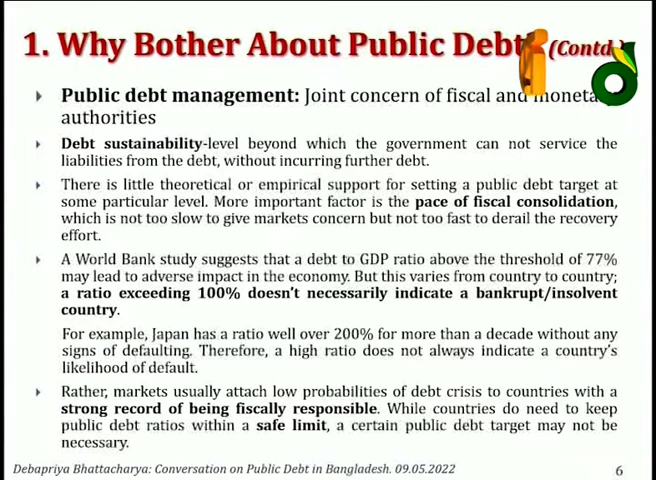 1. Why Bother About Public Debt (Contd.)
Public debt management: Joint concern of fiscal and
authorities
Debt sustainability-level beyond which the government can not service the
liabilities from the debt, without incurring further debt.
There is little theoretical or empirical support for setting a public debt target at
some particular level. More important factor is the pace of fiscal consolidation,
which is not too slow to give markets concern but not too fast to derail the recovery
effort.
A World Bank study suggests that a debt to GDP ratio above the threshold of 77%
may lead to adverse impact in the economy. But this varies from country to country;
a ratio exceeding 100% doesn't necessarily indicate a bankrupt/insolvent
country.
For example, Japan has a ratio well over 200% for more than a decade without any
signs of defaulting. Therefore, a high ratio does not always indicate a country's
likelihood of default.
Rather, markets usually attach low probabilities of debt crisis to countries with a
strong record of being fiscally responsible. While countries do need to keep
public debt ratios within a safe limit, a certain public debt target may not be
necessary.
Debapriya Bhattacharya: Conversation on Public Debt in Bangladesh. 09.05.2022
6